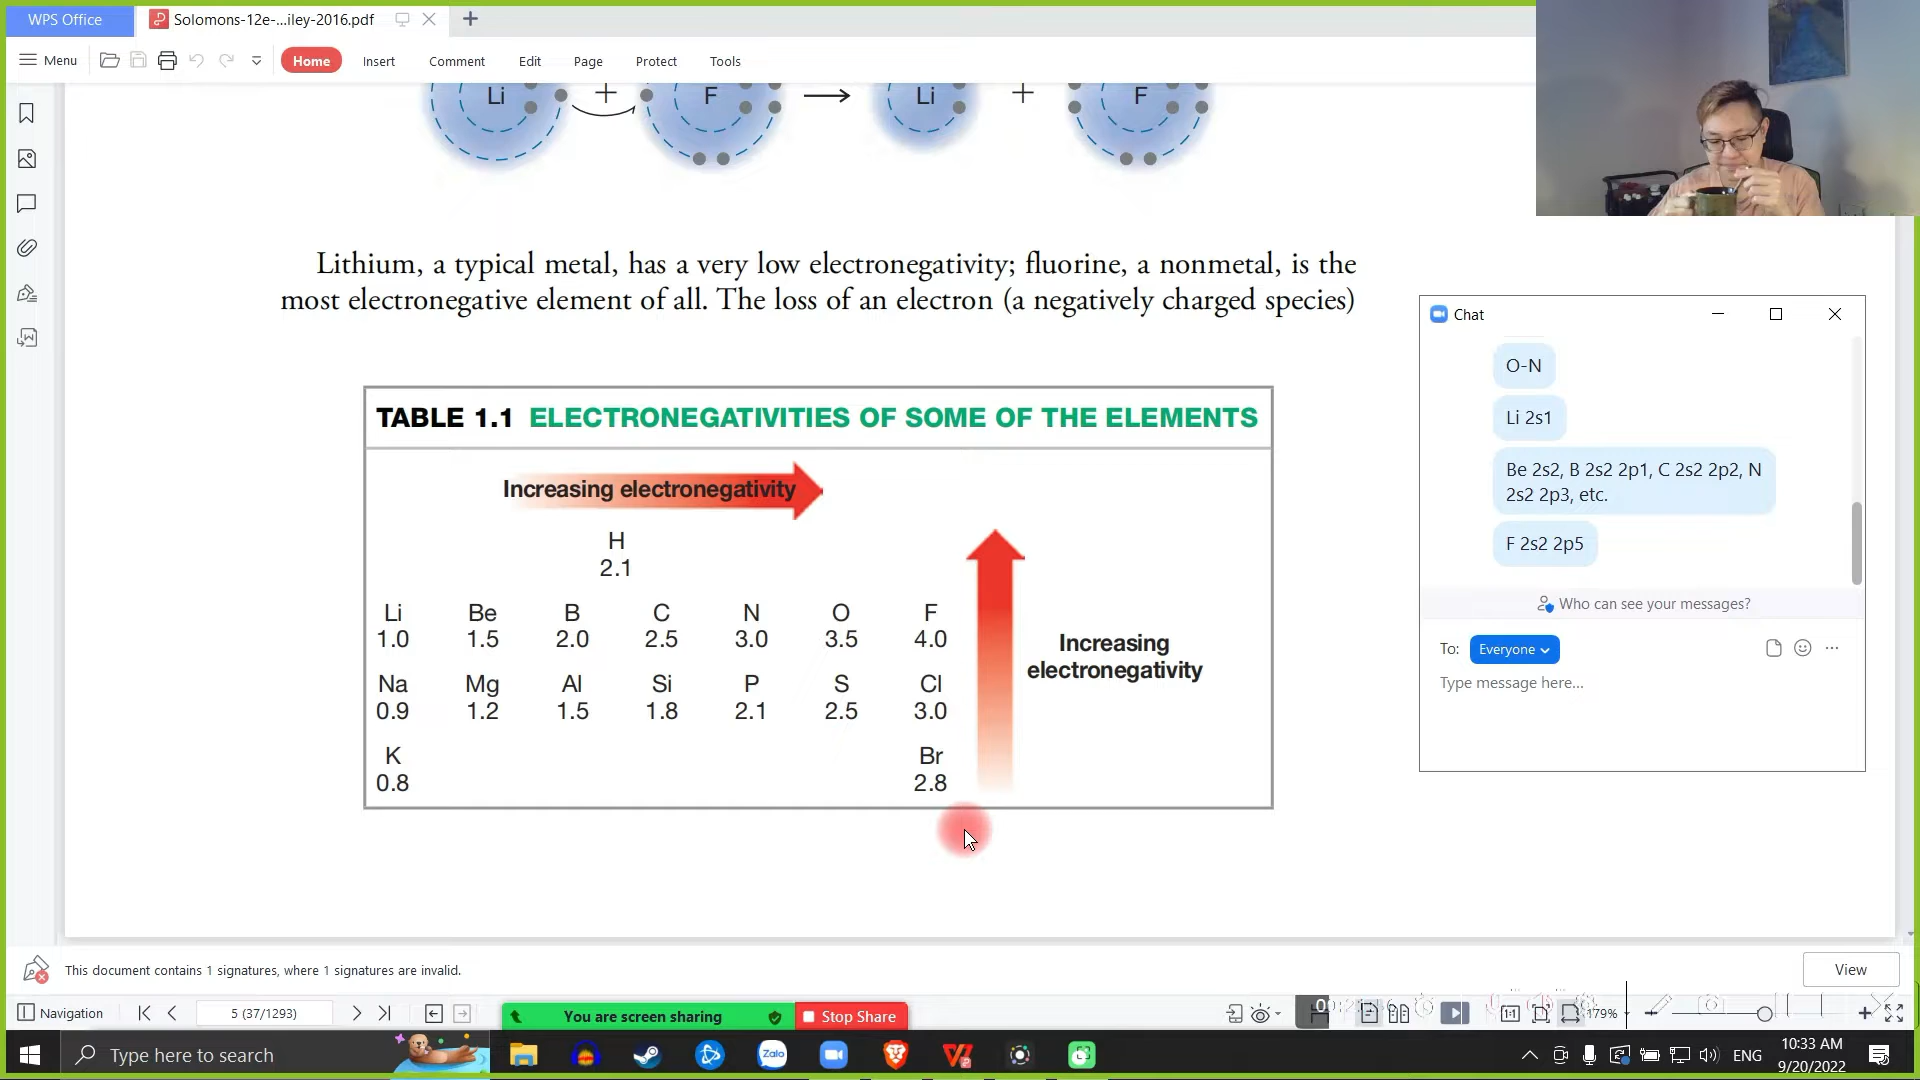 WPS Office
Solomons-12e-...iley-2016.pdf
Menu
Home
Insert
Comment
Edit
Page
Protect
Tools
Li + F → Li + F
Lithium, a typical metal, has a very low electronegativity; fluorine, a nonmetal, is the
most electronegative element of all. The loss of an electron (a negatively charged species)
TABLE 1.1 ELECTRONEGATIVITIES OF SOME OF THE ELEMENTS
Increasing electronegativity
H
2.1
Li Be B C N O F
1.0 1.5 2.0 2.5 3.0 3.5 4.0
Na Mg Al Si P S Cl
0.9 1.2 1.5 1.8 2.1 2.5 3.0
K Br
0.8 2.8
Increasing
electronegativity
Chat
O-N
Li 2s1
Be 2s2, B 2s2 2p1, C 2s2 2p2, N
2s2 2p3, etc.
F 2s2 2p5
Who can see your messages?
To: Everyone
Type message here...
This document contains 1 signatures, where 1 signatures are invalid.
View
Navigation
5 (37/1293)
You are screen sharing
Stop Share
1:1
179%
Type here to search
Zalo
ENG
10:33 AM
9/20/2022